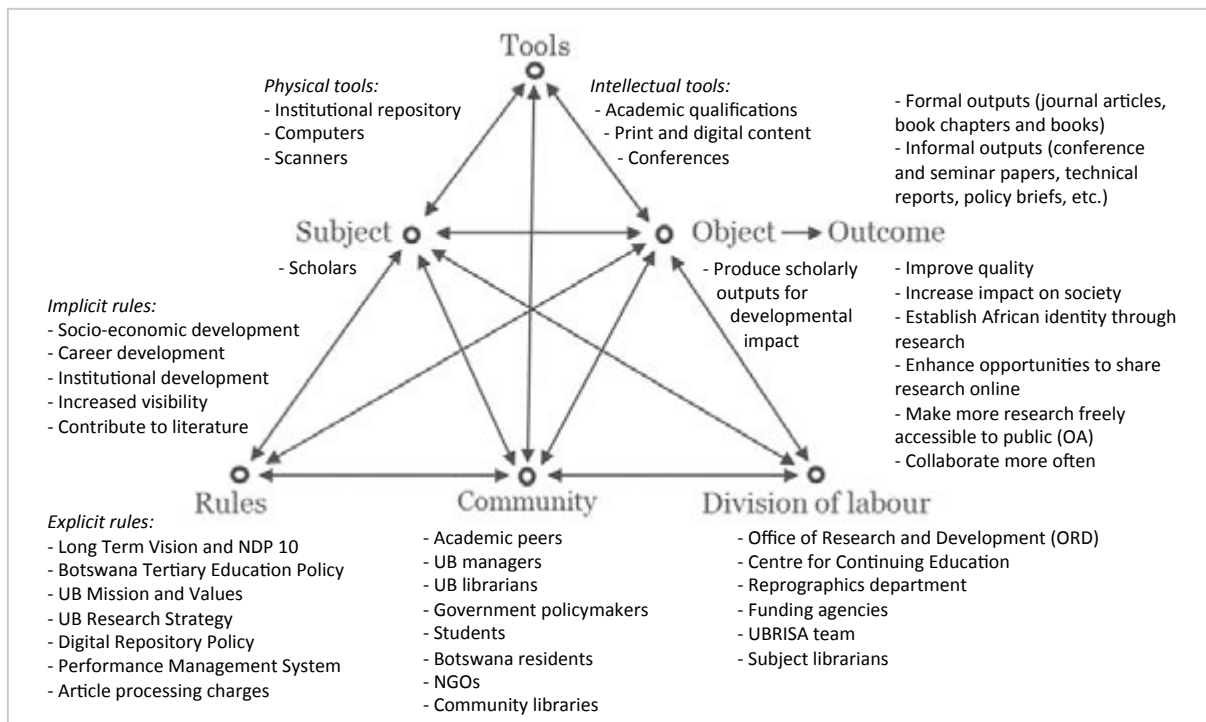 Tools
Physical tools:
- Institutional repository
- Computers
- Scanners
Intellectual tools:
- Academic qualifications
- Print and digital content
- Conferences
- Formal outputs (journal articles,
book chapters and books)
- Informal outputs (conference
and seminar papers, technical
reports, policy briefs, etc.)
Subject
- Scholars
Object
Outcome
- Produce scholarly
outputs for
developmental
impact
- Improve quality
- Increase impact on society
- Establish African identity through
research
- Enhance opportunities to share
research online
- Make more research freely
accessible to public (OA)
- Collaborate more often
Implicit rules:
- Socio-economic development
- Career development
- Institutional development
- Increased visibility
- Contribute to literature
Rules
Community
Division of labour
Explicit rules:
- Long Term Vision and NDP 10
- Botswana Tertiary Education Policy
- UB Mission and Values
- UB Research Strategy
- Digital Repository Policy
- Performance Management System
- Article processing charges
- Academic peers
- UB managers
- UB librarians
- Government policymakers
- Students
- Botswana residents
- NGOs
- Community libraries
- Office of Research and Development (ORD)
- Centre for Continuing Education
- Reprographics department
- Funding agencies
- UBRISA team
- Subject librarians